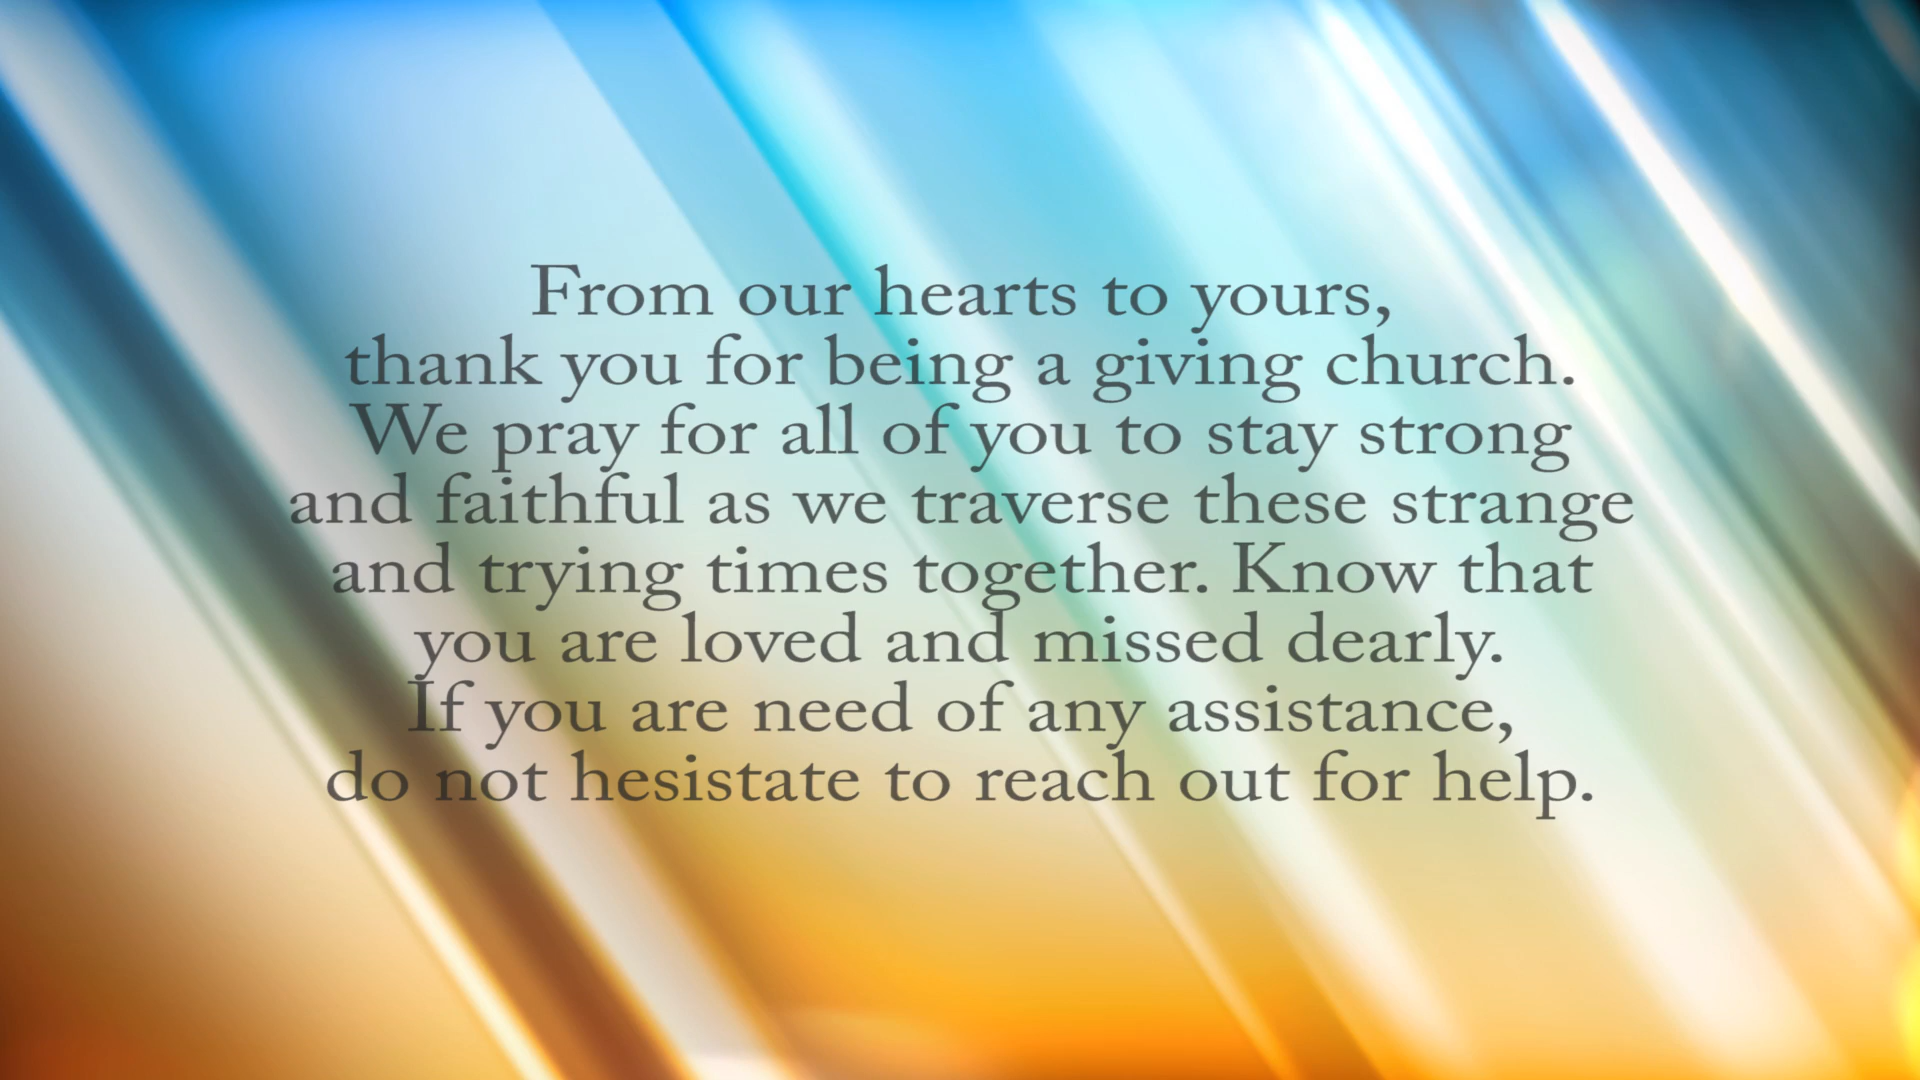 From our hearts to yours,
thank you for being a giving church.
We pray for all of you to stay strong
and faithful as we traverse these strange
and trying times together. Know that
you are loved and missed dearly.
If you are need of any assistance,
do not hesistate to reach out for help.